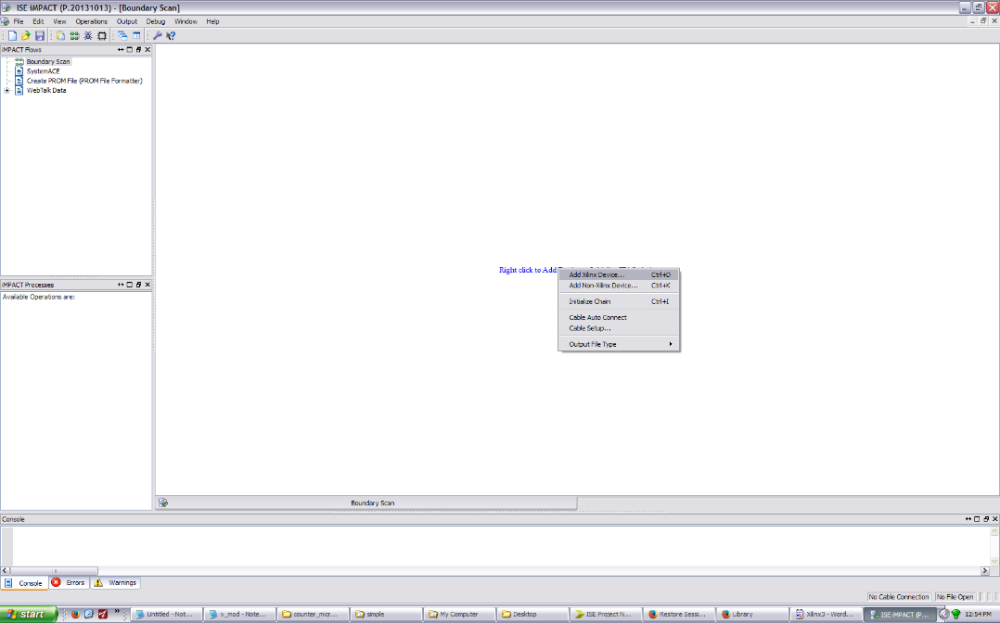 ISE iMPACT (P.20131013) - [Boundary Scan]
File Edit View Operations Output Debug Window Help
iMPACT Flows
Boundary Scan
SystemACE
Create PROM File (PROM File Formatter)
WebTalk Data
Right click to Add
Add Xilinx Device... Ctrl+D
Add Non-Xilinx Device... Ctrl+K
Initialize Chain Ctrl+I
Cable Auto Connect
Cable Setup...
Output File Type
iMPACT Processes
Available Operations are:
Boundary Scan
Console
Console Errors Warnings
No Cable Connection No File Open
start » Untitled - Not... v_mod - Note... counter_micr... simple My Computer Desktop ISE Project N... Restore Sessi... Library Xilinx3 - Word... ISE iMPACT (P... 12:54 PM